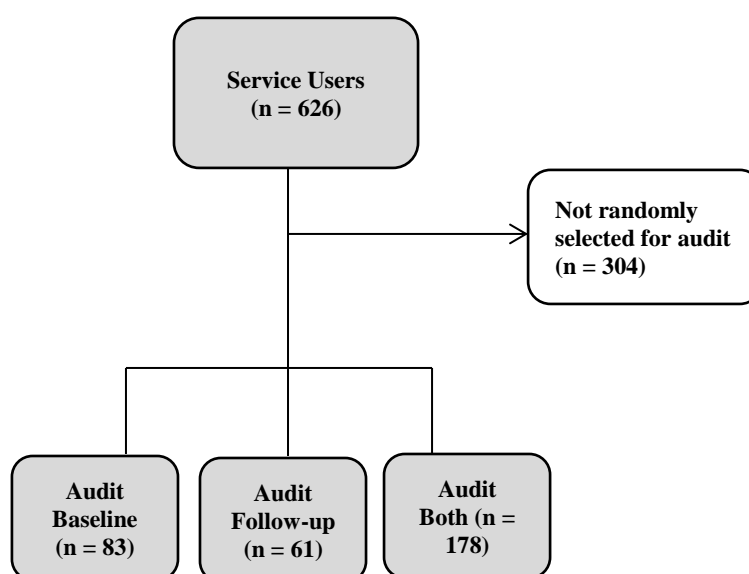 Service Users
(n = 626)
Not randomly
selected for audit
(n = 304)
Audit
Baseline
(n = 83)
Audit
Follow-up
(n = 61)
Audit
Both (n =
178)